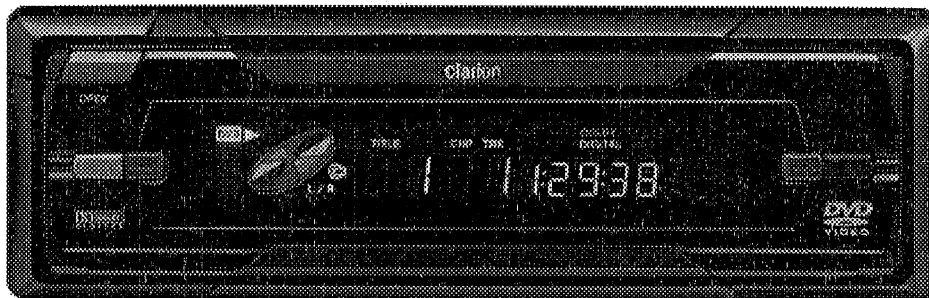 Clarion
OPEN
TITLE CHP TRK
DIGITAL
1 1 1:29:38
L/R
DVD
VIDEO